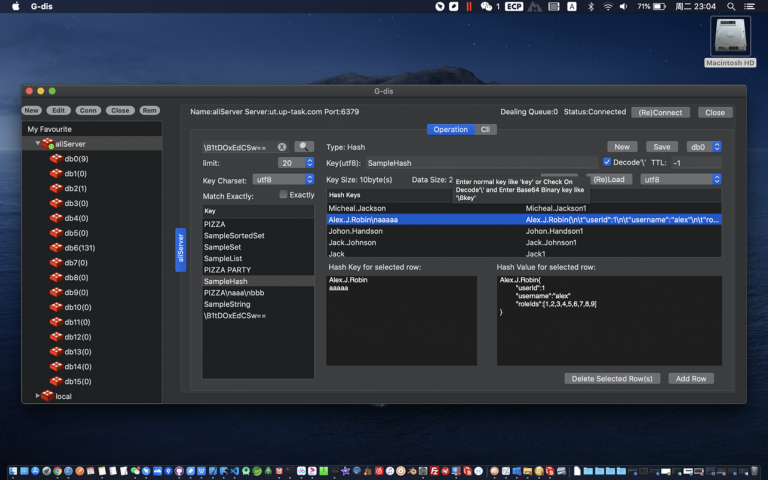 G-dis
1
ECP
A
71%
周二 23:04
Macintosh HD
G-dis
New Edit Conn Close Rem
Name:aliServer Server:ut.up-task.com Port:6379
Dealing Queue:0 Status:Connected (Re)Connect Close
My Favourite
aliServer
db0(9)
db1(0)
db2(1)
db3(0)
db4(0)
db5(0)
db6(131)
db7(0)
db8(0)
db9(0)
db10(0)
db11(0)
db12(0)
db13(0)
db14(0)
db15(0)
local
aliServer
Operation Cli
\B1tDOxEdCSw==
limit: 20
Key Charset: utf8
Match Exactly: Exactly
Key
PIZZA
SampleSortedSet
SampleSet
SampleList
PIZZA PARTY
SampleHash
PIZZA\naaa\nbbb
SampleString
\B1tDOxEdCSw==
Type: Hash New Save db0
Key(utf8): SampleHash Decode'\' TTL: -1
Key Size: 10byte(s) Data Size: 2 (Re)Load utf8
Enter normal key like 'key' or Check On
Decode'\' and Enter Base64 Binary key like
'\Bkey'
Hash Keys
Micheal.Jackson Micheal.Jackson1
Alex.J.Robin\naaaaa Alex.J.Robin{\n\t"userId":1\n\t"username":"alex"\n\t"ro...
Johon.Handson Johon.Handson1
Jack.Johnson Jack.Johnson1
Jack Jack1
Hash Key for selected row:
Alex.J.Robin
aaaaa
Hash Value for selected row:
Alex.J.Robin{
"userId":1
"username":"alex"
"roleIds":[1,2,3,4,5,6,7,8,9]
}
Delete Selected Row(s) Add Row